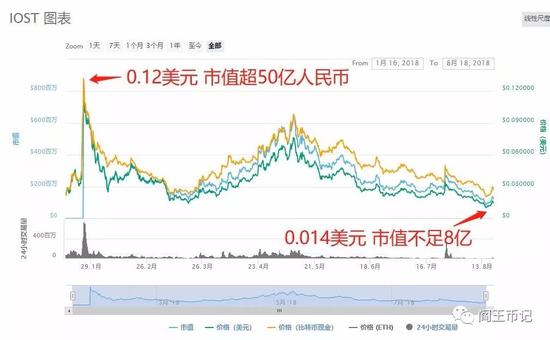 IOST 图表
线性尺度
Zoom 1天 7天 1个月 3个月 1年 至今 全部
From 1月 16, 2018 To 8月 18, 2018
0.12美元 市值超50亿人民币
$800百万 $0.120000
$600百万 $0.090000
$400百万 $0.060000
$200百万 $0.030000
$0 $0
市值
价格 (美元)
0.014美元 市值不足8亿
24小时交易量
400百万
0
29. 1月 26. 2月 26. 3月 23. 4月 21. 5月 18. 6月 16. 7月 13. 8月
3月 '18 5月 '18 7月 '18
市值 价格 (美元) 价格 (比特币现金) 价格 (ETH) 24小时交易量
阎王币记